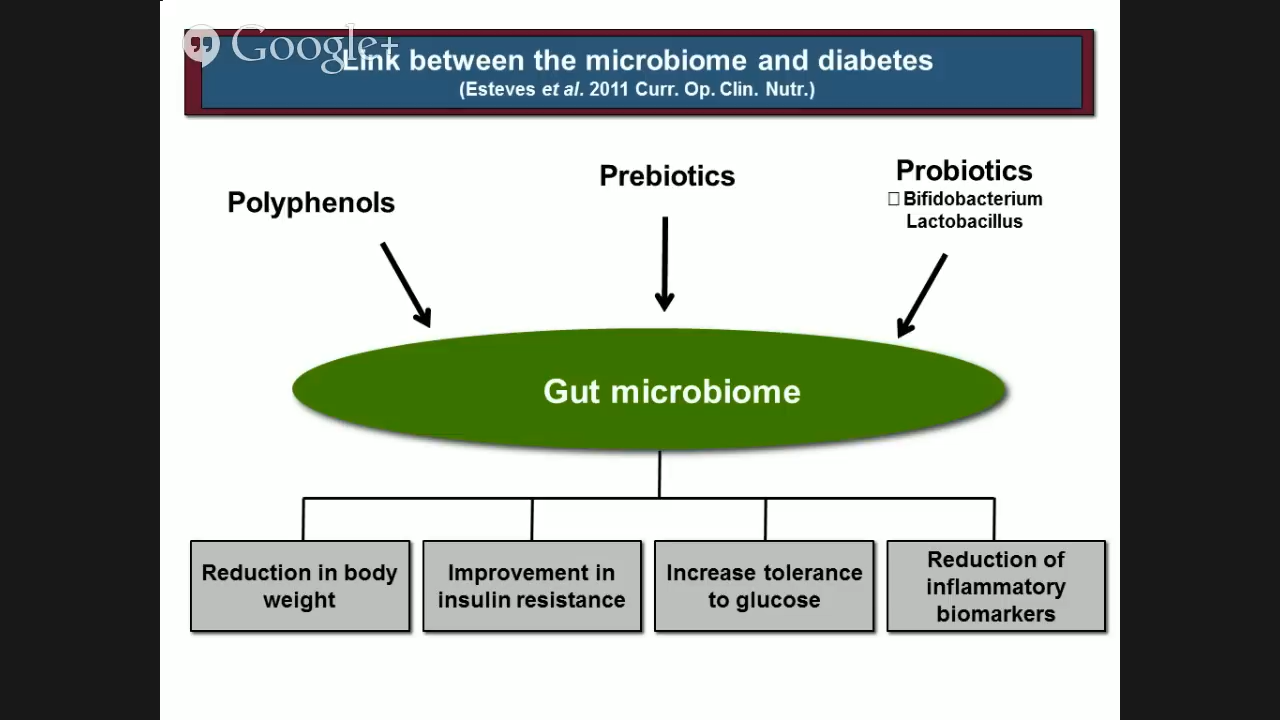 Google+
Link between the microbiome and diabetes
(Esteves et al. 2011 Curr. Op. Clin. Nutr.)
Polyphenols
Prebiotics
Probiotics
Bifidobacterium
Lactobacillus
Gut microbiome
Reduction in body
weight
Improvement in
insulin resistance
Increase tolerance
to glucose
Reduction of
inflammatory
biomarkers